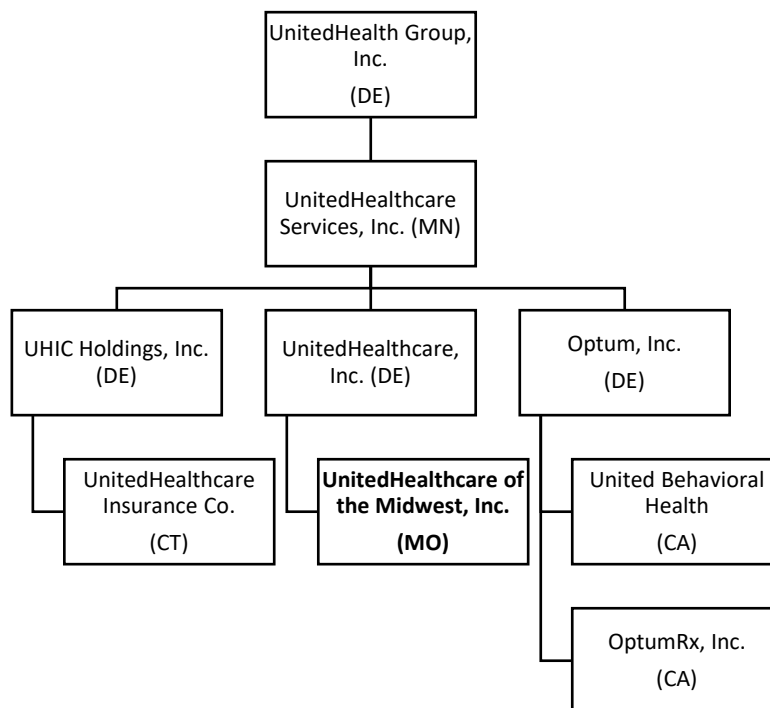 UnitedHealth Group,
Inc.
(DE)
UnitedHealthcare
Services, Inc. (MN)
UHIC Holdings, Inc.
(DE)
UnitedHealthcare,
Inc. (DE)
Optum, Inc.
(DE)
UnitedHealthcare
Insurance Co.
(CT)
UnitedHealthcare of
the Midwest, Inc.
(MO)
United Behavioral
Health
(CA)
OptumRx, Inc.
(CA)